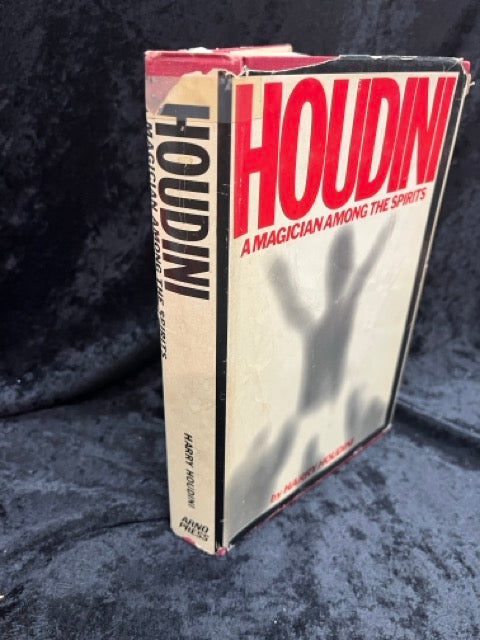 HOUDINI
MAGICIAN AMONG THE SPIRITS
HARRY HOUDINI
ARNO
PRESS
HOUDINI
A MAGICIAN AMONG THE SPIRITS
by HARRY HOUDINI